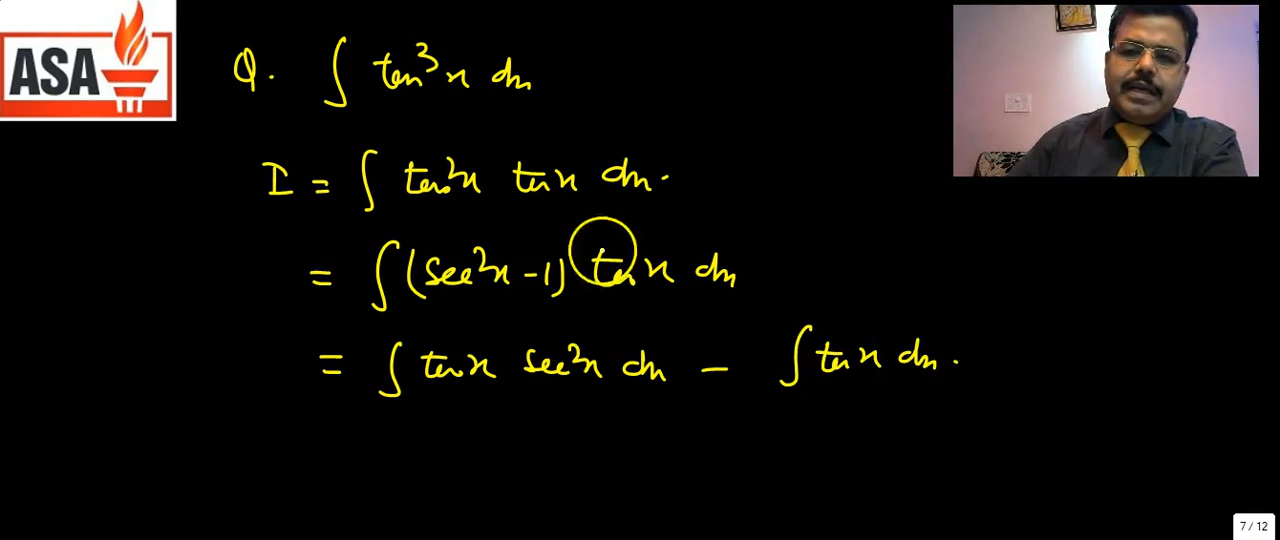 ASA
Q. ∫ tan³x dx
I = ∫ tan²x tanx dx.
= ∫ (sec²x - 1) tanx dx
= ∫ tanx sec²x dx - ∫ tanx dx.
7 / 12